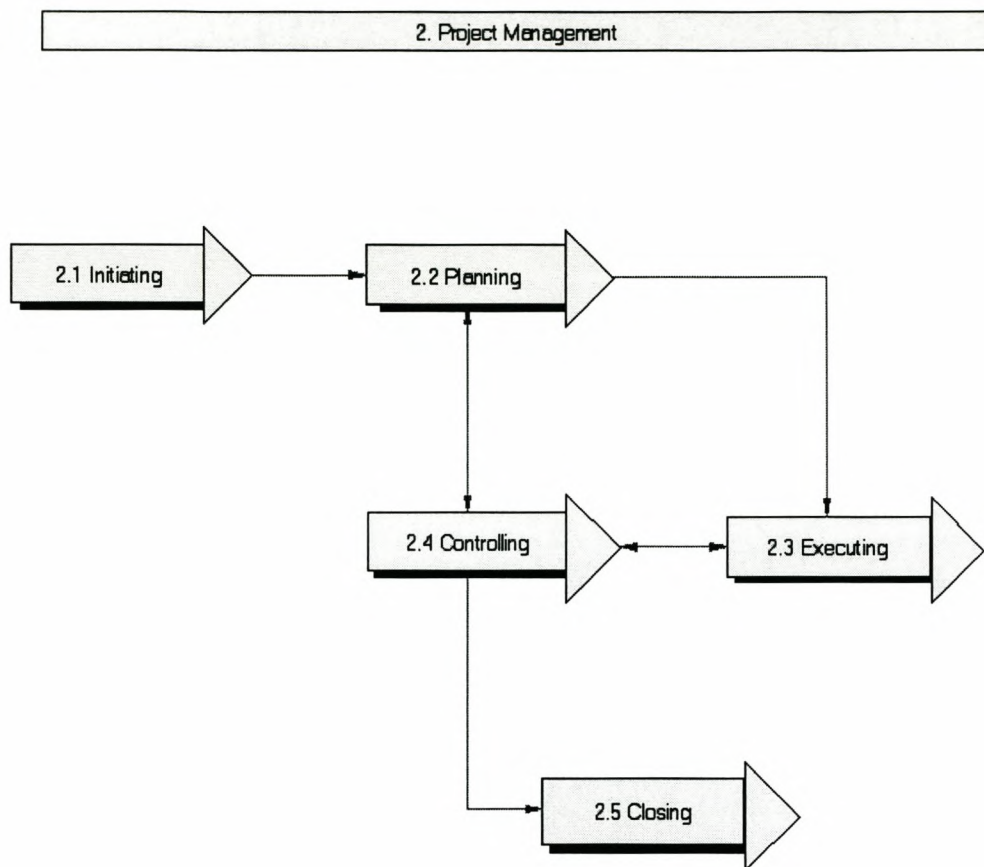 2. Project Management
2.1 Initiating
2.2 Planning
2.4 Controlling
2.3 Executing
2.5 Closing